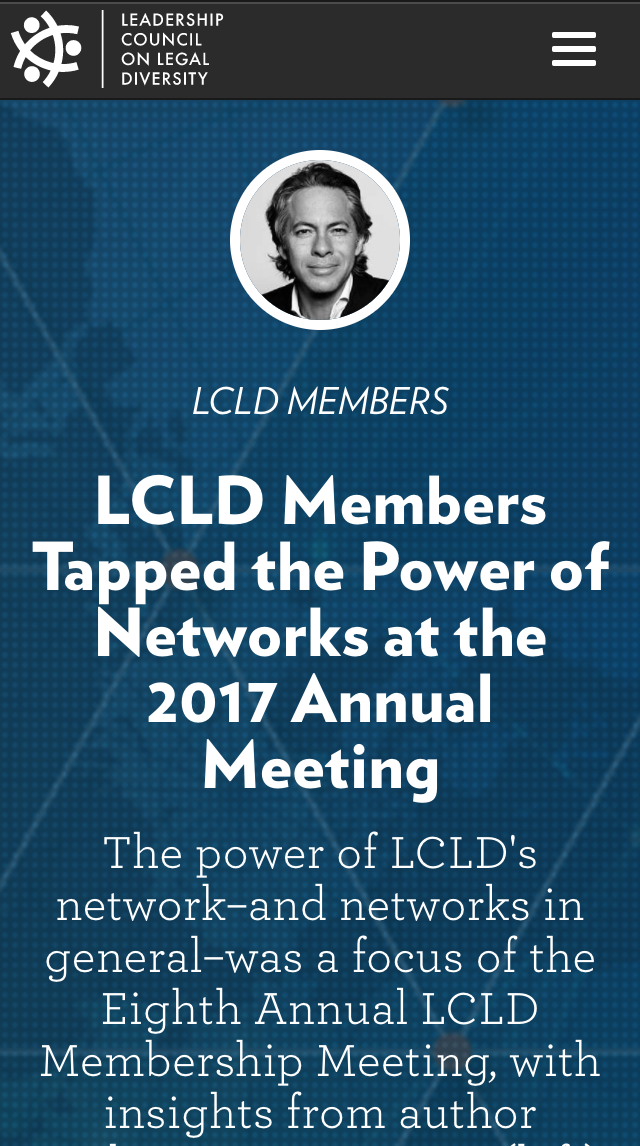 LEADERSHIP
COUNCIL
ON LEGAL
DIVERSITY
LCLD MEMBERS
LCLD Members
Tapped the Power of
Networks at the
2017 Annual
Meeting
The power of LCLD's
network–and networks in
general–was a focus of the
Eighth Annual LCLD
Membership Meeting, with
insights from author